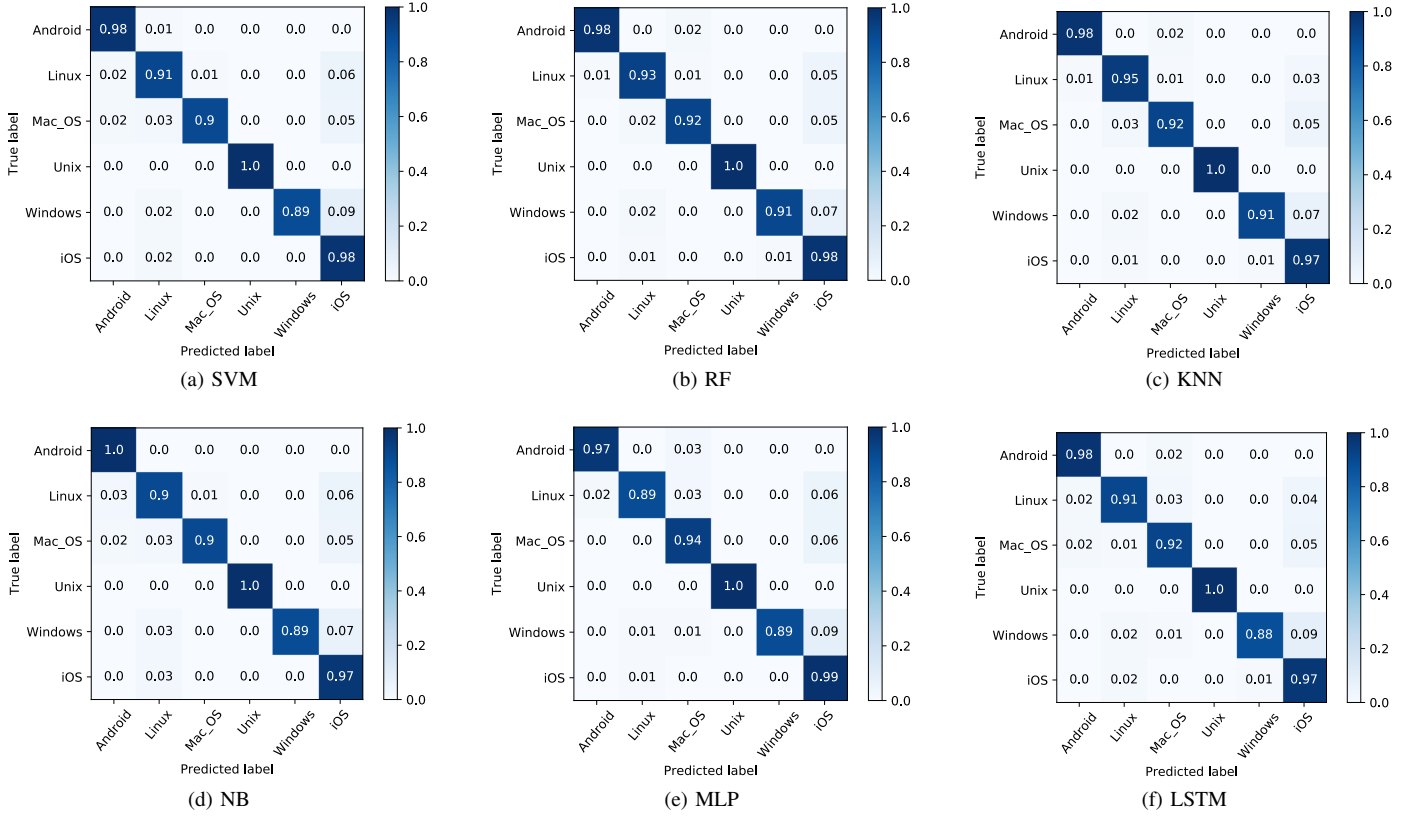 1.0
Android 0.98 0.01 0.0 0.0 0.0 0.0
0.8
Linux 0.02 0.91 0.01 0.0 0.0 0.06
Mac_OS 0.02 0.03 0.9 0.0 0.0 0.05
0.6
True label
Unix 0.0 0.0 0.0 1.0 0.0 0.0
0.4
Windows 0.0 0.02 0.0 0.0 0.89 0.09
0.2
iOS 0.0 0.02 0.0 0.0 0.0 0.98
0.0
Android Linux Mac_OS Unix Windows iOS
Predicted label
(a) SVM
1.0
Android 0.98 0.0 0.02 0.0 0.0 0.0
0.8
Linux 0.01 0.93 0.01 0.0 0.0 0.05
Mac_OS 0.0 0.02 0.92 0.0 0.0 0.05
0.6
True label
Unix 0.0 0.0 0.0 1.0 0.0 0.0
0.4
Windows 0.0 0.02 0.0 0.0 0.91 0.07
0.2
iOS 0.0 0.01 0.0 0.0 0.01 0.98
0.0
Android Linux Mac_OS Unix Windows iOS
Predicted label
(b) RF
1.0
Android 0.98 0.0 0.02 0.0 0.0 0.0
0.8
Linux 0.01 0.95 0.01 0.0 0.0 0.03
Mac_OS 0.0 0.03 0.92 0.0 0.0 0.05
0.6
True label
Unix 0.0 0.0 0.0 1.0 0.0 0.0
0.4
Windows 0.0 0.02 0.0 0.0 0.91 0.07
0.2
iOS 0.0 0.01 0.0 0.0 0.01 0.97
0.0
Android Linux Mac_OS Unix Windows iOS
Predicted label
(c) KNN
1.0
Android 1.0 0.0 0.0 0.0 0.0 0.0
0.8
Linux 0.03 0.9 0.01 0.0 0.0 0.06
Mac_OS 0.02 0.03 0.9 0.0 0.0 0.05
0.6
True label
Unix 0.0 0.0 0.0 1.0 0.0 0.0
0.4
Windows 0.0 0.03 0.0 0.0 0.89 0.07
0.2
iOS 0.0 0.03 0.0 0.0 0.0 0.97
0.0
Android Linux Mac_OS Unix Windows iOS
Predicted label
(d) NB
1.0
Android 0.97 0.0 0.03 0.0 0.0 0.0
0.8
Linux 0.02 0.89 0.03 0.0 0.0 0.06
Mac_OS 0.0 0.0 0.94 0.0 0.0 0.06
0.6
True label
Unix 0.0 0.0 0.0 1.0 0.0 0.0
0.4
Windows 0.0 0.01 0.01 0.0 0.89 0.09
0.2
iOS 0.0 0.01 0.0 0.0 0.0 0.99
0.0
Android Linux Mac_OS Unix Windows iOS
Predicted label
(e) MLP
1.0
Android 0.98 0.0 0.02 0.0 0.0 0.0
0.8
Linux 0.02 0.91 0.03 0.0 0.0 0.04
Mac_OS 0.02 0.01 0.92 0.0 0.0 0.05
0.6
True label
Unix 0.0 0.0 0.0 1.0 0.0 0.0
0.4
Windows 0.0 0.02 0.01 0.0 0.88 0.09
0.2
iOS 0.0 0.02 0.0 0.0 0.01 0.97
0.0
Android Linux Mac_OS Unix Windows iOS
Predicted label
(f) LSTM